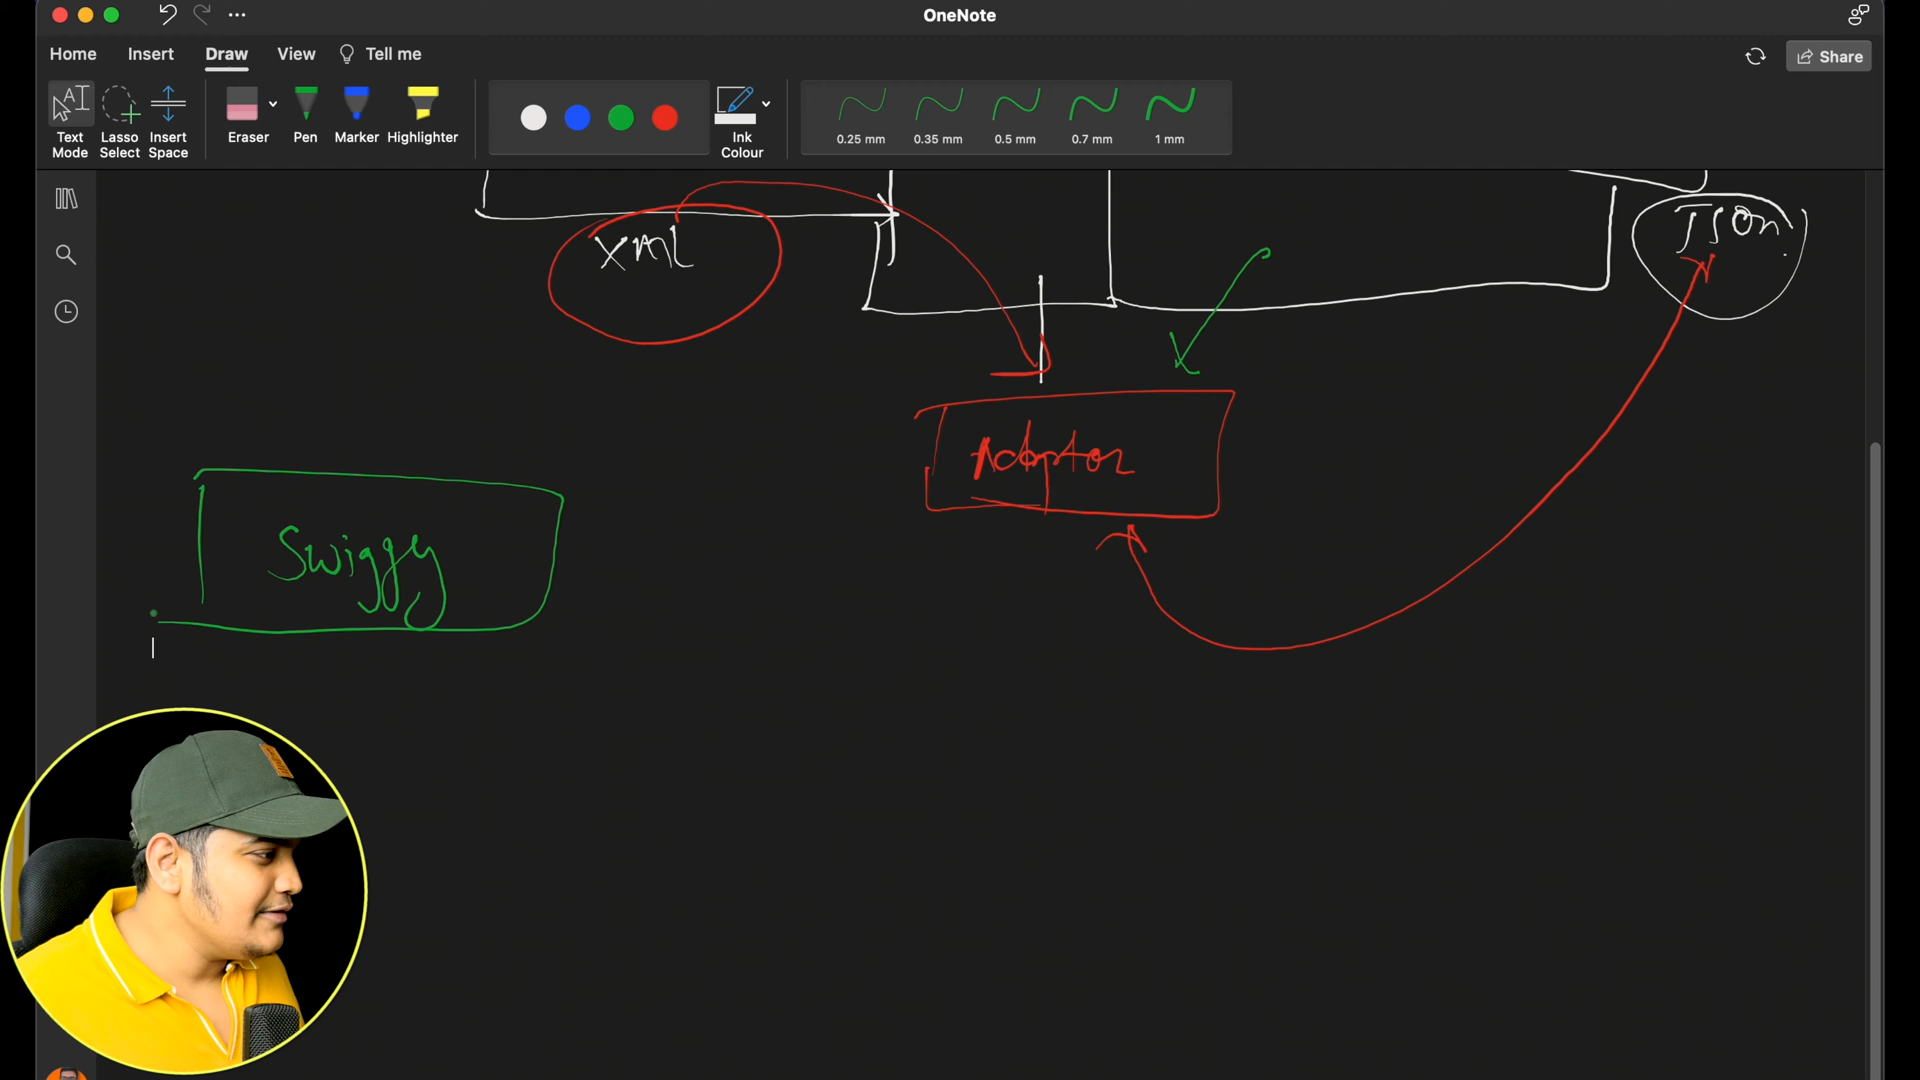 OneNote
Home Insert Draw View Tell me
Share
Text Mode
Lasso Select
Insert Space
Eraser
Pen
Marker
Highlighter
Ink Colour
0.25 mm
0.35 mm
0.5 mm
0.7 mm
1 mm
Xml
JSOn
Adaptor
Swiggy